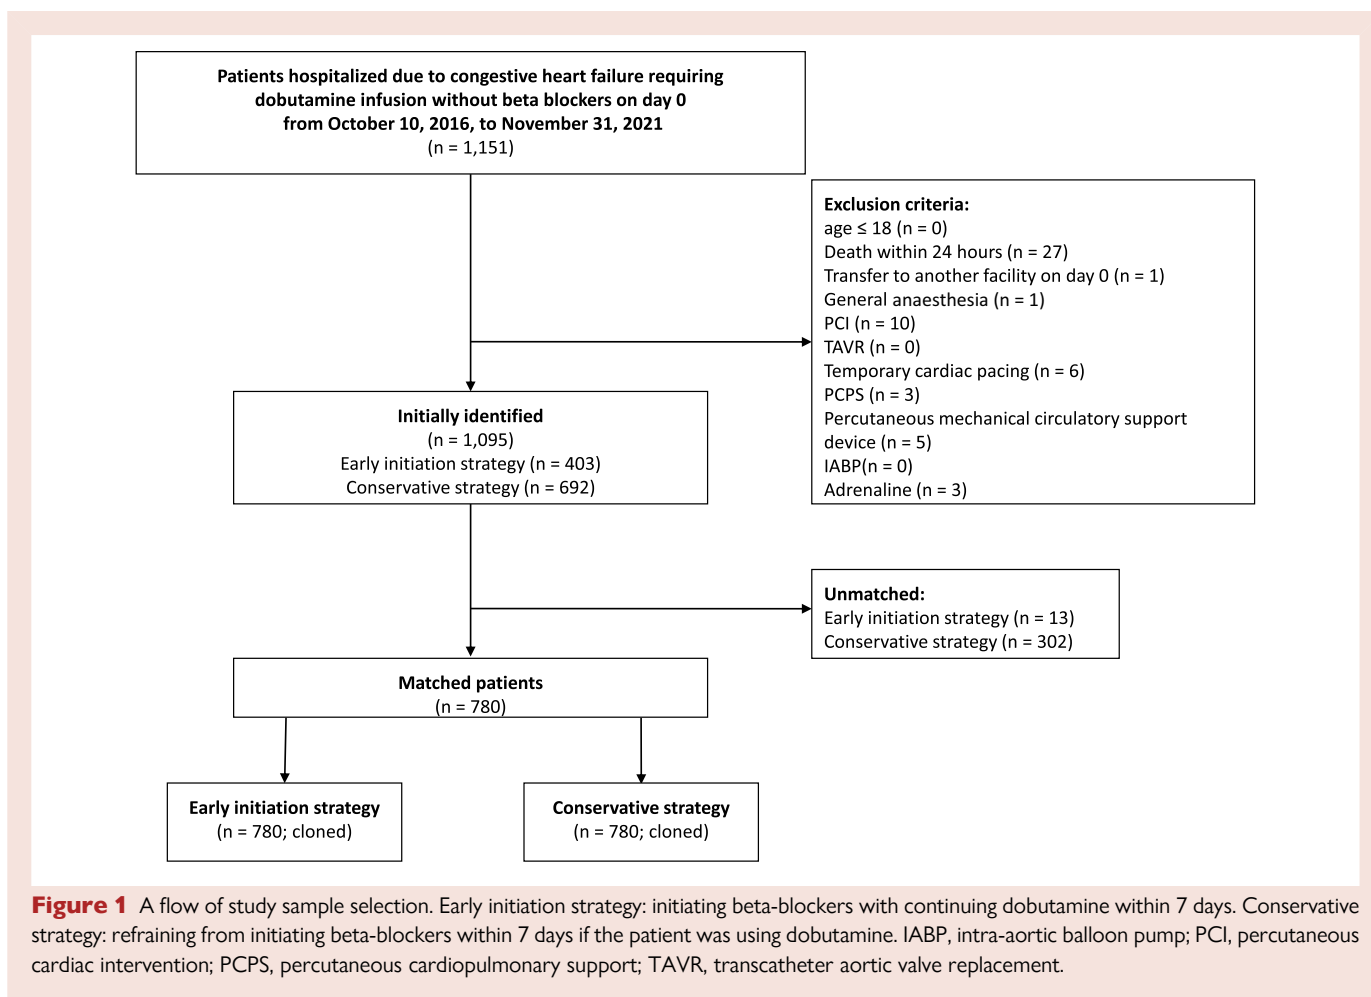 Patients hospitalized due to congestive heart failure requiring
dobutamine infusion without beta blockers on day 0
from October 10, 2016, to November 31, 2021
(n = 1,151)
Exclusion criteria:
age ≤ 18 (n = 0)
Death within 24 hours (n = 27)
Transfer to another facility on day 0 (n = 1)
General anaesthesia (n = 1)
PCI (n = 10)
TAVR (n = 0)
Temporary cardiac pacing (n = 6)
PCPS (n = 3)
Percutaneous mechanical circulatory support
device (n = 5)
IABP(n = 0)
Adrenaline (n = 3)
Initially identified
(n = 1,095)
Early initiation strategy (n = 403)
Conservative strategy (n = 692)
Unmatched:
Early initiation strategy (n = 13)
Conservative strategy (n = 302)
Matched patients
(n = 780)
Early initiation strategy
(n = 780; cloned)
Conservative strategy
(n = 780; cloned)
Figure 1 A flow of study sample selection. Early initiation strategy: initiating beta-blockers with continuing dobutamine within 7 days. Conservative
strategy: refraining from initiating beta-blockers within 7 days if the patient was using dobutamine. IABP, intra-aortic balloon pump; PCI, percutaneous
cardiac intervention; PCPS, percutaneous cardiopulmonary support; TAVR, transcatheter aortic valve replacement.